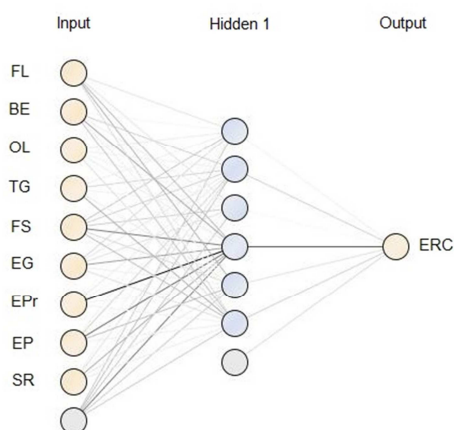 Input Hidden 1 Output
FL
BE
OL
TG
FS
EG
EPr
EP
SR
ERC